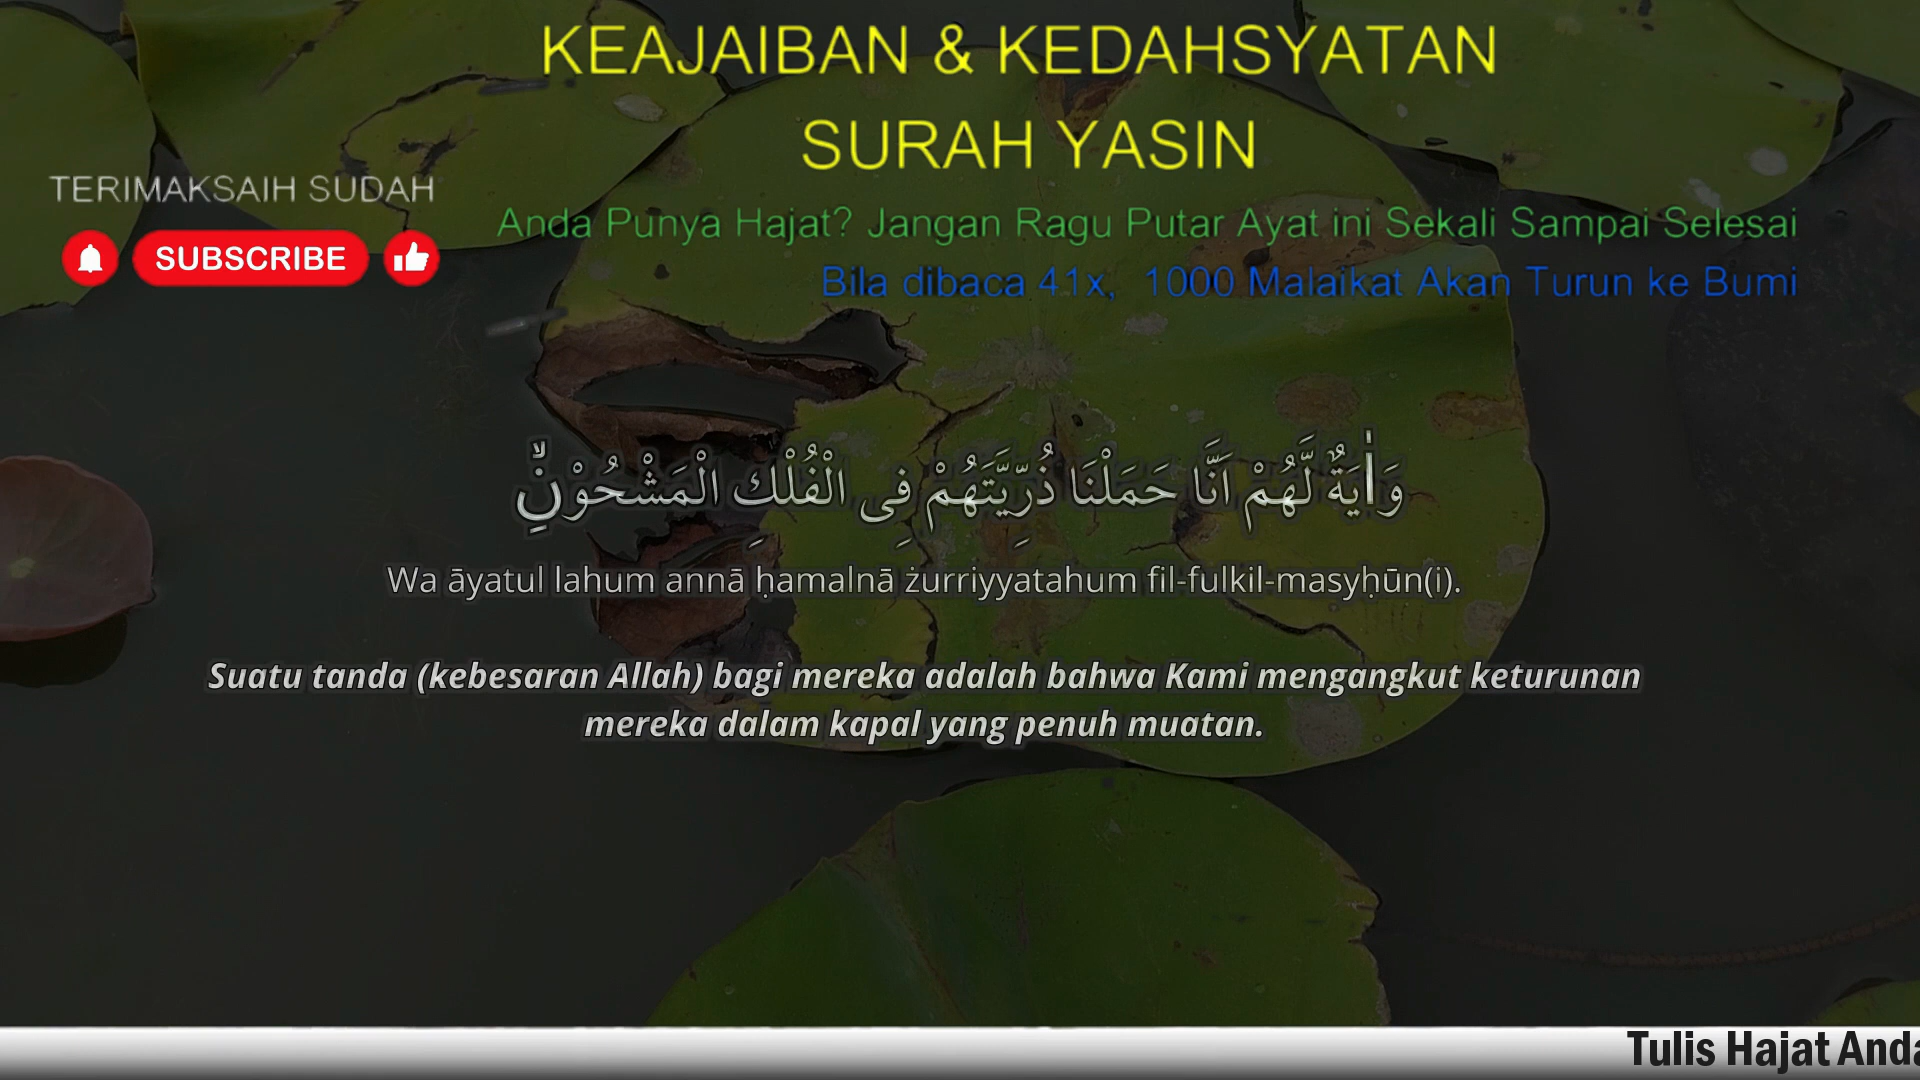 KEAJAIBAN & KEDAHSYATAN
SURAH YASIN
TERIMAKSAIH SUDAH
SUBSCRIBE
Anda Punya Hajat? Jangan Ragu Putar Ayat ini Sekali Sampai Selesai
Bila dibaca 41x, 1000 Malaikat Akan Turun ke Bumi
وَاٰيَةٌ لَّهُمْ اَنَّا حَمَلْنَا ذُرِّيَّتَهُمْ فِى الْفُلْكِ الْمَشْحُوْنِۙ
Wa āyatul lahum annā ḥamalnā żurriyyatahum fil-fulkil-masyḥūn(i).
Suatu tanda (kebesaran Allah) bagi mereka adalah bahwa Kami mengangkut keturunan
mereka dalam kapal yang penuh muatan.
Tulis Hajat Anda